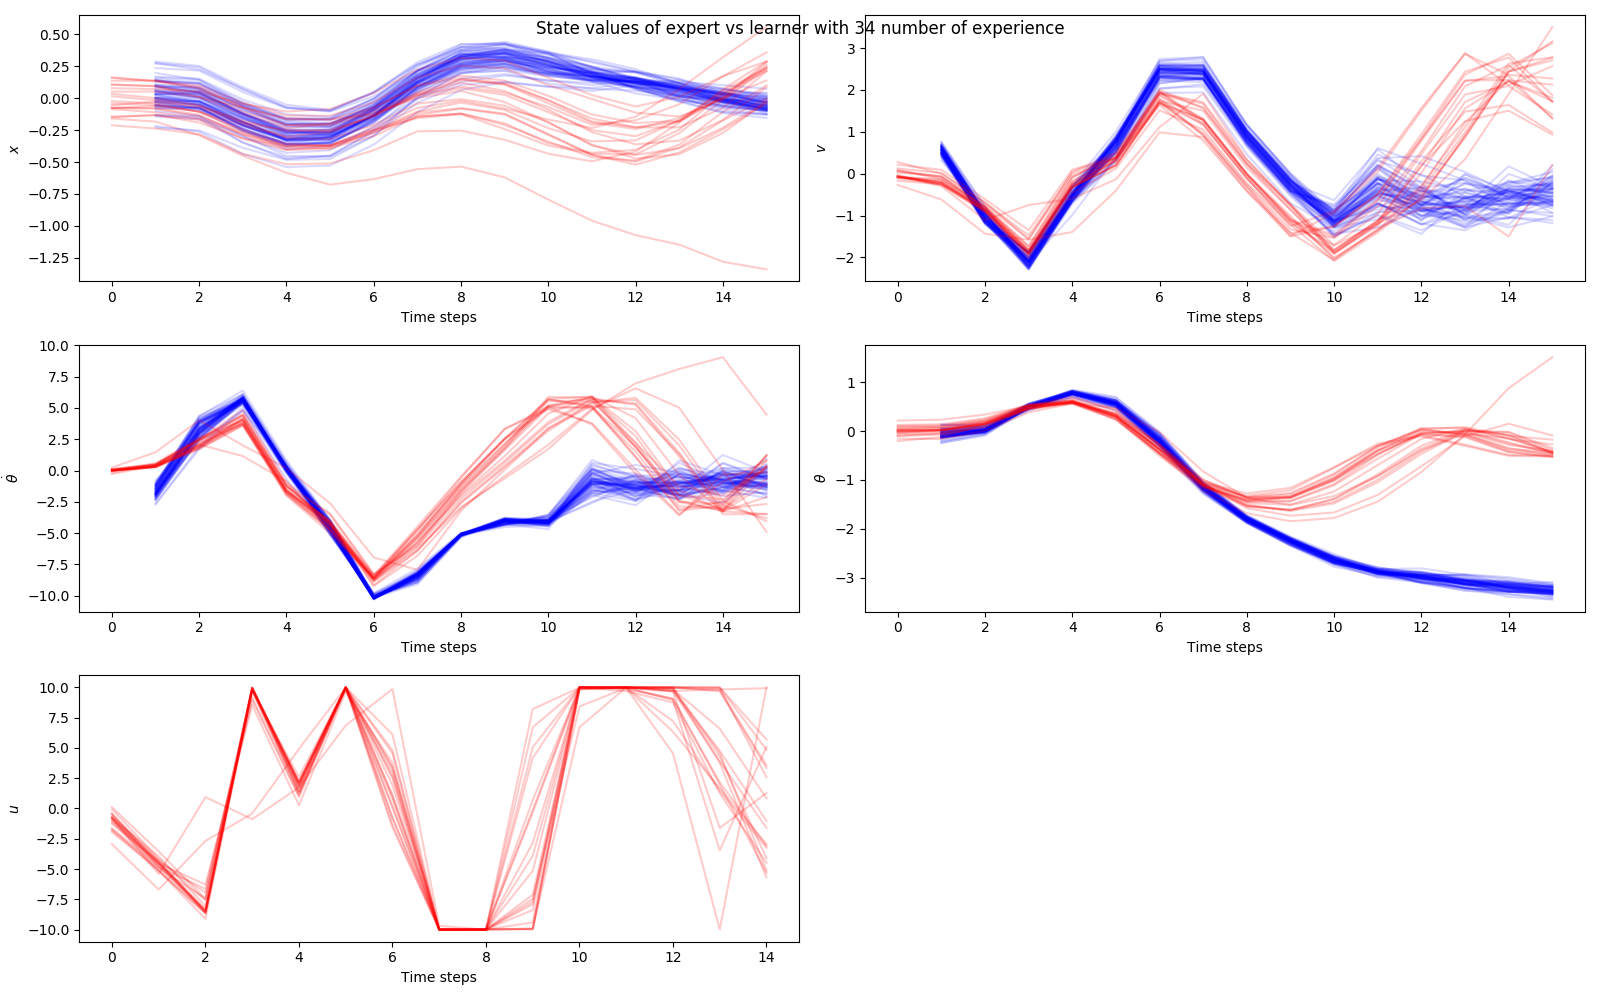 State values of expert vs learner with 34 number of experience
0.50
0.25
0.00
−0.25
−0.50
−0.75
−1.00
−1.25
x
0 2 4 6 8 10 12 14
Time steps
3
2
1
0
−1
−2
v
0 2 4 6 8 10 12 14
Time steps
10.0
7.5
5.0
2.5
0.0
−2.5
−5.0
−7.5
−10.0
θ̇
0 2 4 6 8 10 12 14
Time steps
1
0
−1
−2
−3
θ
0 2 4 6 8 10 12 14
Time steps
10.0
7.5
5.0
2.5
0.0
−2.5
−5.0
−7.5
−10.0
u
0 2 4 6 8 10 12 14
Time steps